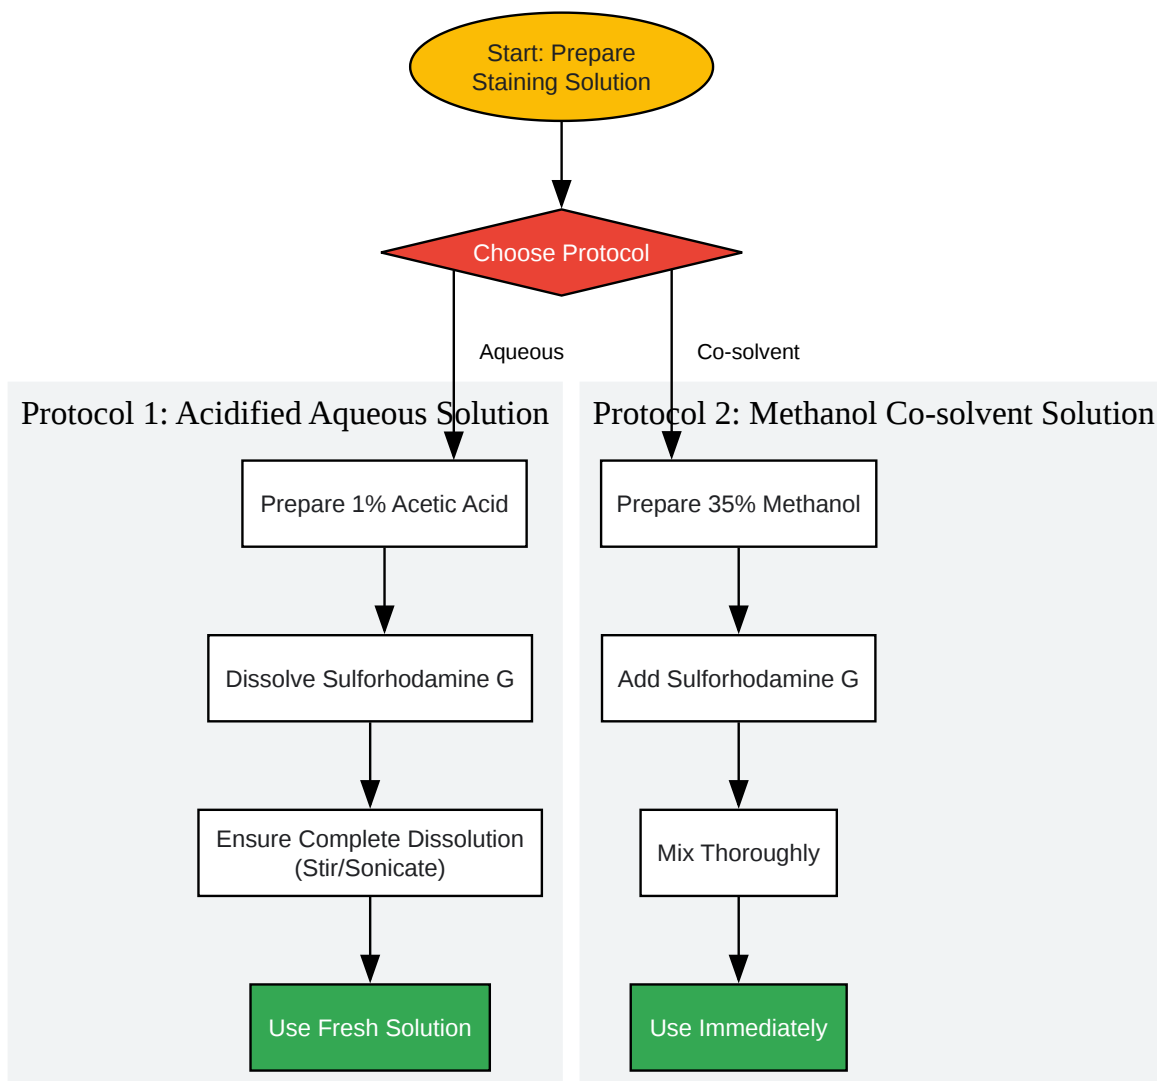 Start: Prepare
Staining Solution
Choose Protocol
Aqueous
Co-solvent
Protocol 1: Acidified Aqueous Solution
Prepare 1% Acetic Acid
Dissolve Sulforhodamine G
Ensure Complete Dissolution
(Stir/Sonicate)
Use Fresh Solution
Protocol 2: Methanol Co-solvent Solution
Prepare 35% Methanol
Add Sulforhodamine G
Mix Thoroughly
Use Immediately